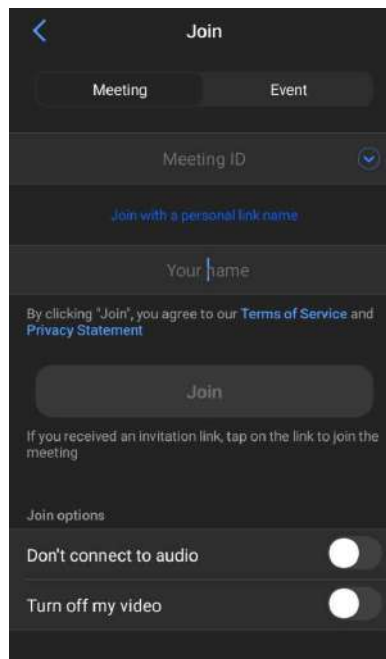 Join
Meeting Event
Meeting ID
Join with a personal link name
Your name
By clicking "Join", you agree to our Terms of Service and
Privacy Statement
Join
If you received an invitation link, tap on the link to join the
meeting
Join options
Don't connect to audio
Turn off my video